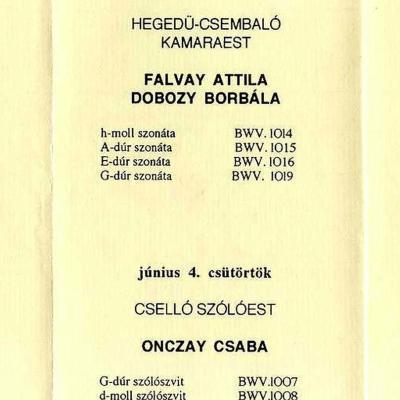 HEGEDŰ-CSEMBALÓ
KAMARAEST
FALVAY ATTILA
DOBOZY BORBÁLA
h-moll szonáta BWV. 1014
A-dúr szonáta BWV. 1015
E-dúr szonáta BWV. 1016
G-dúr szonáta BWV. 1019
június 4. csütörtök
CSELLÓ SZÓLÓEST
ONCZAY CSABA
G-dúr szólószvit BWV.1007
d-moll szólószvit BWV.1008